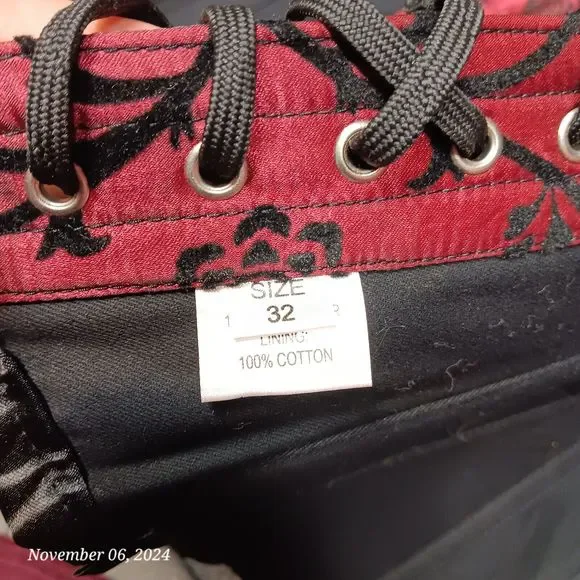 SIZE
32
LINING:
100% COTTON
November 06, 2024